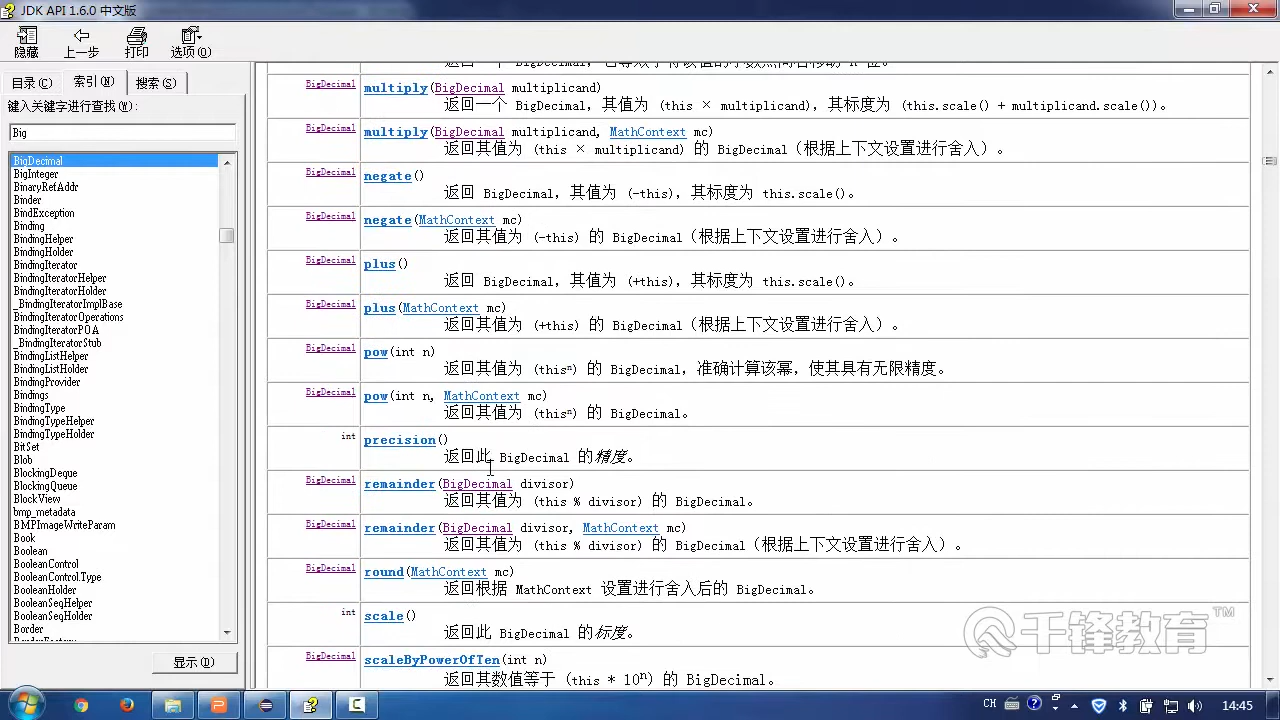 JDK API 1.6.0 中文版
隐藏 上一步 打印 选项(O)
目录(C) 索引(N) 搜索(S)
键入关键字进行查找(W):
Big
BigDecimal
BigInteger
BinaryRefAddr
Binder
BindException
Binding
BindingHelper
BindingHolder
BindingIterator
BindingIteratorHelper
BindingIteratorHolder
_BindingIteratorImplBase
BindingIteratorOperations
BindingIteratorPOA
_BindingIteratorStub
BindingListHelper
BindingListHolder
BindingProvider
Bindings
BindingType
BindingTypeHelper
BindingTypeHolder
BitSet
Blob
BlockingDeque
BlockingQueue
BlockView
bmp_metadata
BMPImageWriteParam
Book
Boolean
BooleanControl
BooleanControl.Type
BooleanHolder
BooleanSeqHelper
BooleanSeqHolder
Border
显示(D)
BigDecimal multiply(BigDecimal multiplicand)
返回一个 BigDecimal，其值为 (this × multiplicand)，其标度为 (this.scale() + multiplicand.scale())。
BigDecimal multiply(BigDecimal multiplicand, MathContext mc)
返回其值为 (this × multiplicand) 的 BigDecimal（根据上下文设置进行舍入）。
BigDecimal negate()
返回 BigDecimal，其值为 (-this)，其标度为 this.scale()。
BigDecimal negate(MathContext mc)
返回其值为 (-this) 的 BigDecimal（根据上下文设置进行舍入）。
BigDecimal plus()
返回 BigDecimal，其值为 (+this)，其标度为 this.scale()。
BigDecimal plus(MathContext mc)
返回其值为 (+this) 的 BigDecimal（根据上下文设置进行舍入）。
BigDecimal pow(int n)
返回其值为 (thisⁿ) 的 BigDecimal，准确计算该幂，使其具有无限精度。
BigDecimal pow(int n, MathContext mc)
返回其值为 (thisⁿ) 的 BigDecimal。
int precision()
返回此 BigDecimal 的精度。
BigDecimal remainder(BigDecimal divisor)
返回其值为 (this % divisor) 的 BigDecimal。
BigDecimal remainder(BigDecimal divisor, MathContext mc)
返回其值为 (this % divisor) 的 BigDecimal（根据上下文设置进行舍入）。
BigDecimal round(MathContext mc)
返回根据 MathContext 设置进行舍入后的 BigDecimal。
int scale()
返回此 BigDecimal 的标度。
BigDecimal scaleByPowerOfTen(int n)
返回其数值等于 (this * 10ⁿ) 的 BigDecimal。
千锋教育™
CH 14:45